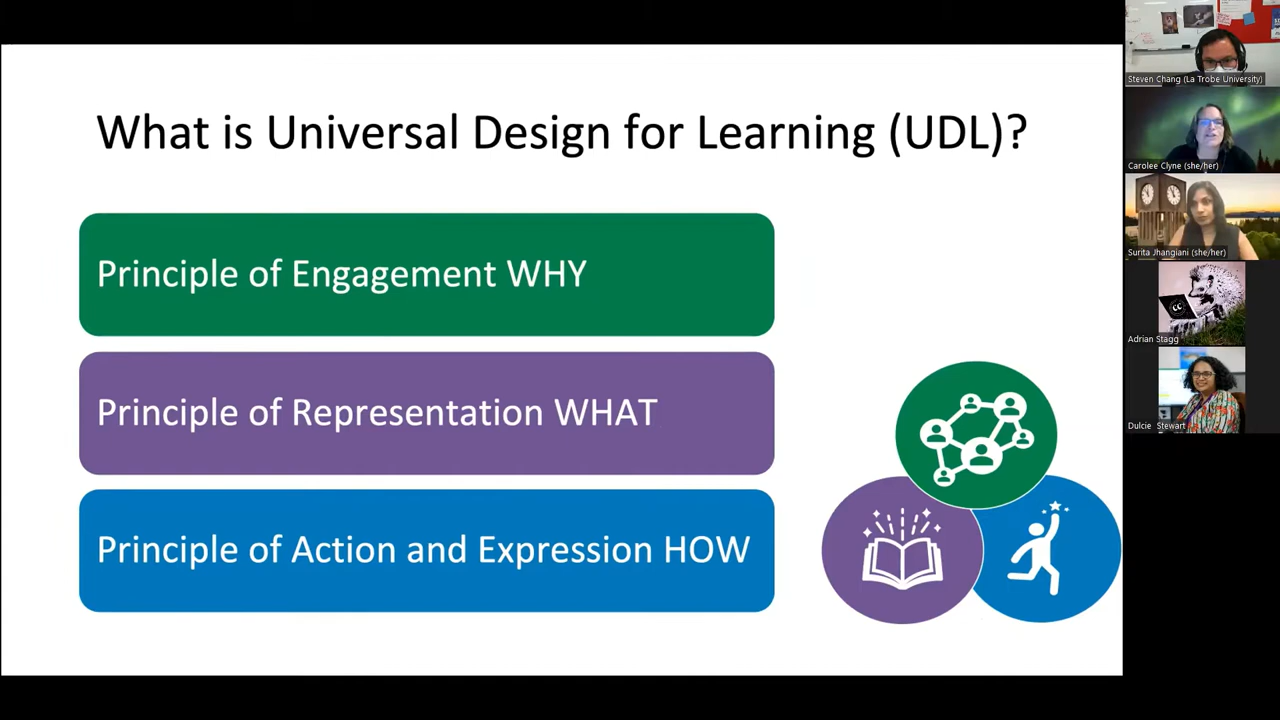 What is Universal Design for Learning (UDL)?
Principle of Engagement WHY
Principle of Representation WHAT
Principle of Action and Expression HOW
Steven Chang (La Trobe University)
Carolee Clyne (she/her)
Surita Jhangiani (she/her)
Adrian Stagg
Dulcie Stewart